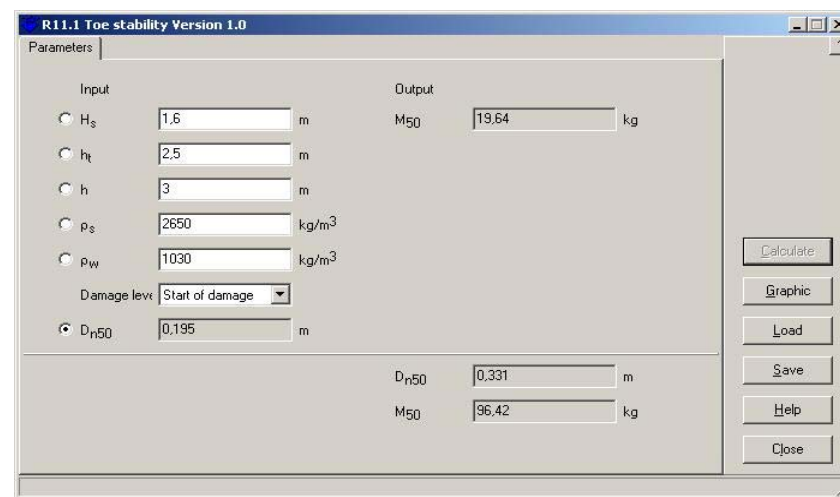 R11.1 Toe stability Version 1.0
Parameters
Input Output
Hs 1,6 m M50 19,64 kg
ht 2,5 m
h 3 m
ρs 2650 kg/m3
ρw 1030 kg/m3
Damage leve Start of damage
Dn50 0,195 m
Dn50 0,331 m
M50 96,42 kg
Calculate
Graphic
Load
Save
Help
Close